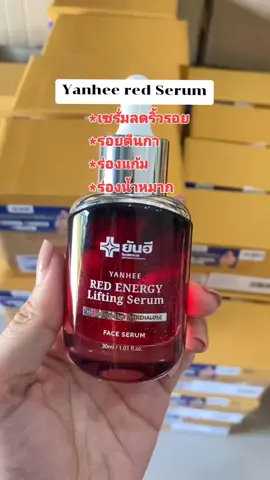 Yanhee red Serum
*เซรั่มลดริ้วรอย
*รอยตีนกา
*ร่องแก้ม
*ร่องน้ำหมาก
ยันฮี
YANHEE
RED ENERGY
Lifting Serum
TREHALOSE
FACE SERUM
30ml / 1.01 fl.oz.